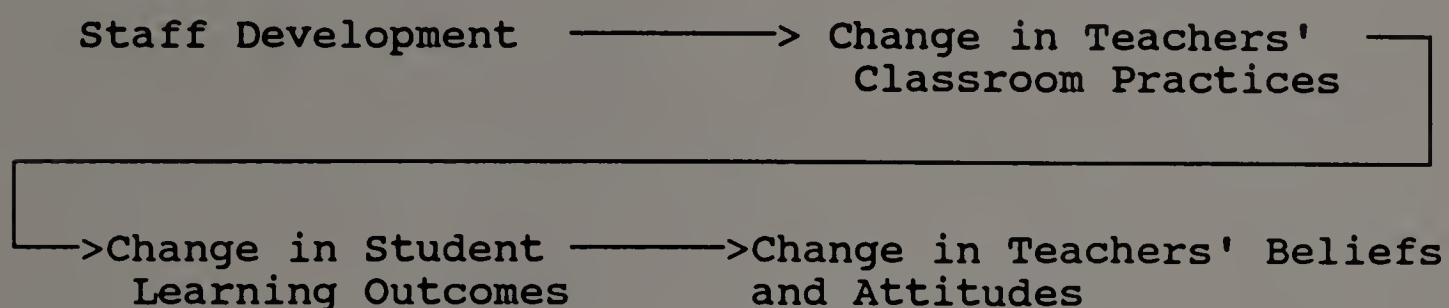 Staff Development ————> Change in Teachers'
Classroom Practices
>Change in Student ————>Change in Teachers' Beliefs
Learning Outcomes and Attitudes